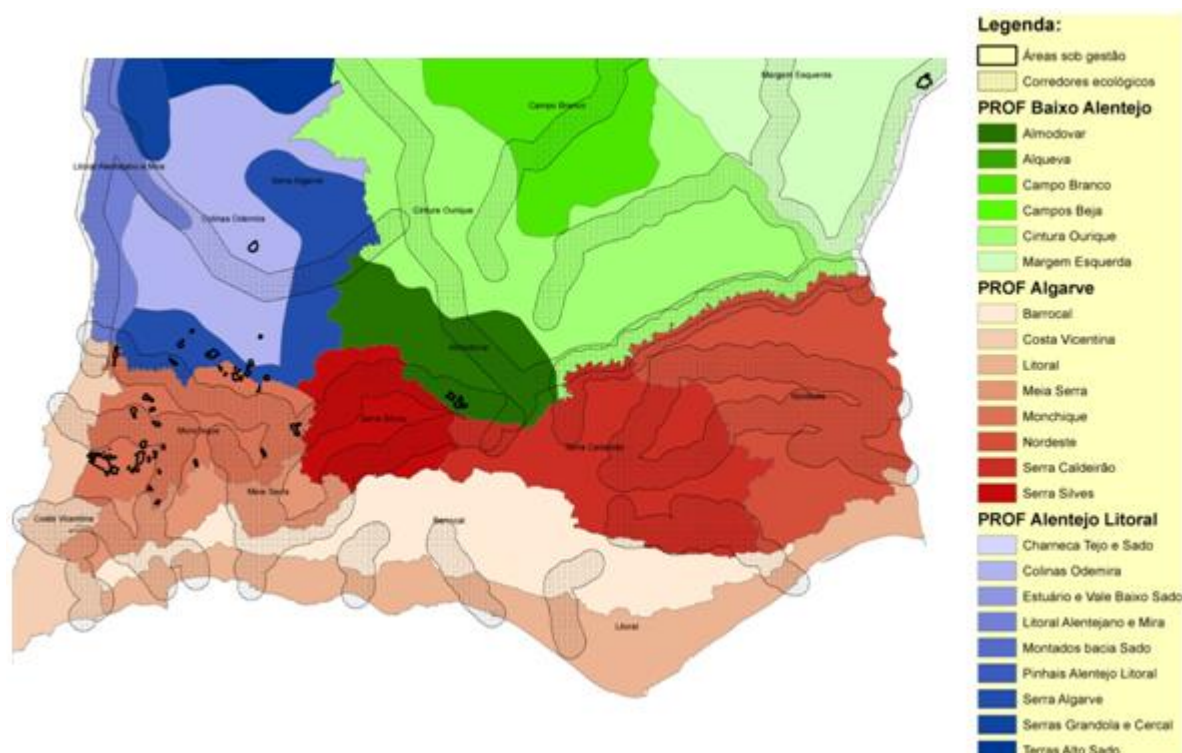 Margem Esquerda
Campo Branco
Litoral Alentejano e Mira
Serra Algarve
Cintura Ourique
Colinas Odemira
Almodovar
Nordeste
Serra Silves
Monchique
Serra Caldeirão
Meia Serra
Costa Vicentina
Barrocal
Litoral
Legenda:
Áreas sob gestão
Corredores ecológicos
PROF Baixo Alentejo
Almodovar
Alqueva
Campo Branco
Campos Beja
Cintura Ourique
Margem Esquerda
PROF Algarve
Barrocal
Costa Vicentina
Litoral
Meia Serra
Monchique
Nordeste
Serra Caldeirão
Serra Silves
PROF Alentejo Litoral
Charneca Tejo e Sado
Colinas Odemira
Estuário e Vale Baixo Sado
Litoral Alentejano e Mira
Montados bacia Sado
Pinhais Alentejo Litoral
Serra Algarve
Serras Grandola e Cercal
Terras Alto Sado